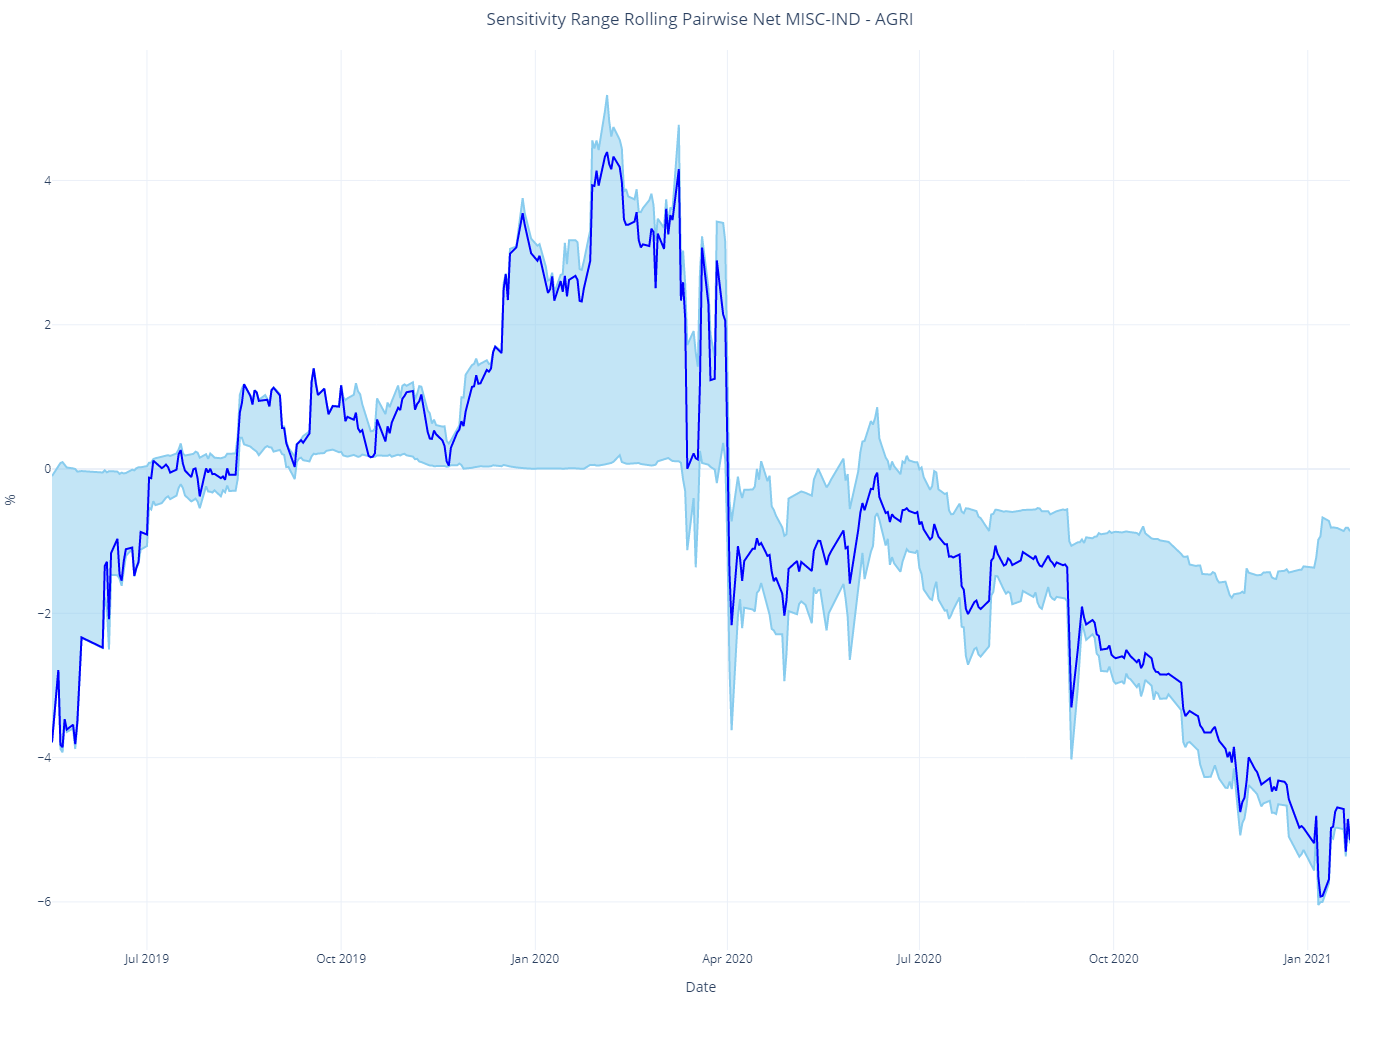 Sensitivity Range Rolling Pairwise Net MISC-IND - AGRI
4
2
0
−2
−4
−6
%
Jul 2019
Oct 2019
Jan 2020
Apr 2020
Jul 2020
Oct 2020
Jan 2021
Date